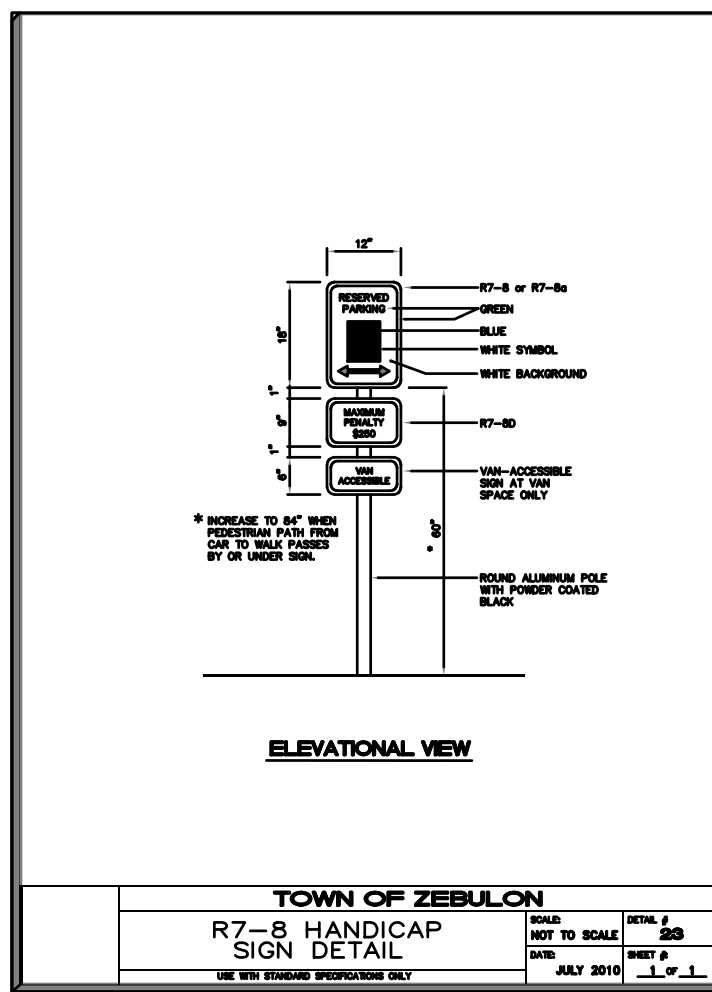 12"
RESERVED
PARKING
R7-8 or R7-8a
GREEN
BLUE
WHITE SYMBOL
WHITE BACKGROUND
18"
1"
MAXIMUM
PENALTY
$250
9"
R7-8D
1"
VAN
ACCESSIBLE
6"
VAN-ACCESSIBLE
SIGN AT VAN
SPACE ONLY
* INCREASE TO 84" WHEN
PEDESTRIAN PATH FROM
CAR TO WALK PASSES
BY OR UNDER SIGN.
* 60"
ROUND ALUMINUM POLE
WITH POWDER COATED
BLACK
ELEVATIONAL VIEW
TOWN OF ZEBULON
R7-8 HANDICAP
SIGN DETAIL
USE WITH STANDARD SPECIFICATIONS ONLY
SCALE:
NOT TO SCALE
DETAIL #
23
DATE:
JULY 2010
SHEET #:
1 OF 1